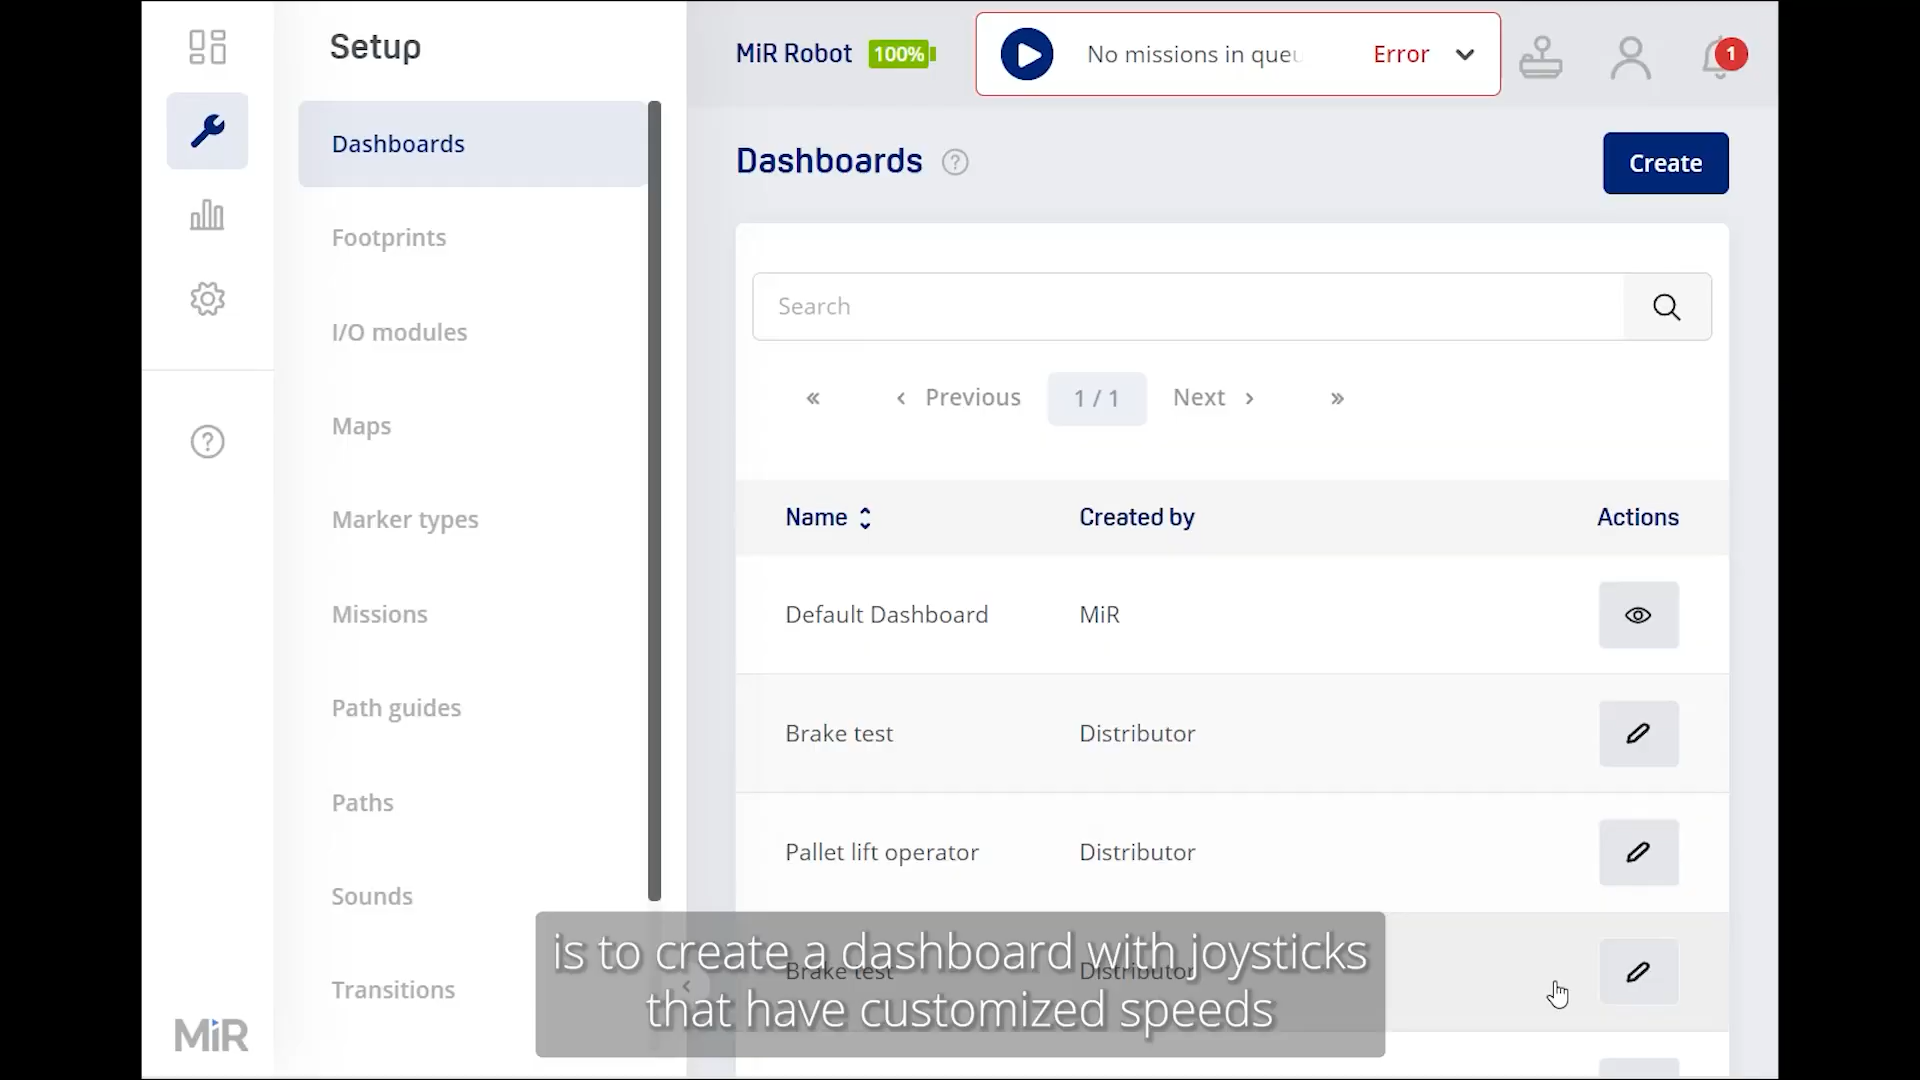 Setup
Dashboards
Footprints
I/O modules
Maps
Marker types
Missions
Path guides
Paths
Sounds
Transitions
MiR
MiR Robot 100%
No missions in queu Error
1
Dashboards ?
Create
Search
« ‹ Previous 1 / 1 Next › »
Name Created by Actions
Default Dashboard MiR
Brake test Distributor
Pallet lift operator Distributor
Brake test Distributor
is to create a dashboard with joysticks
that have customized speeds